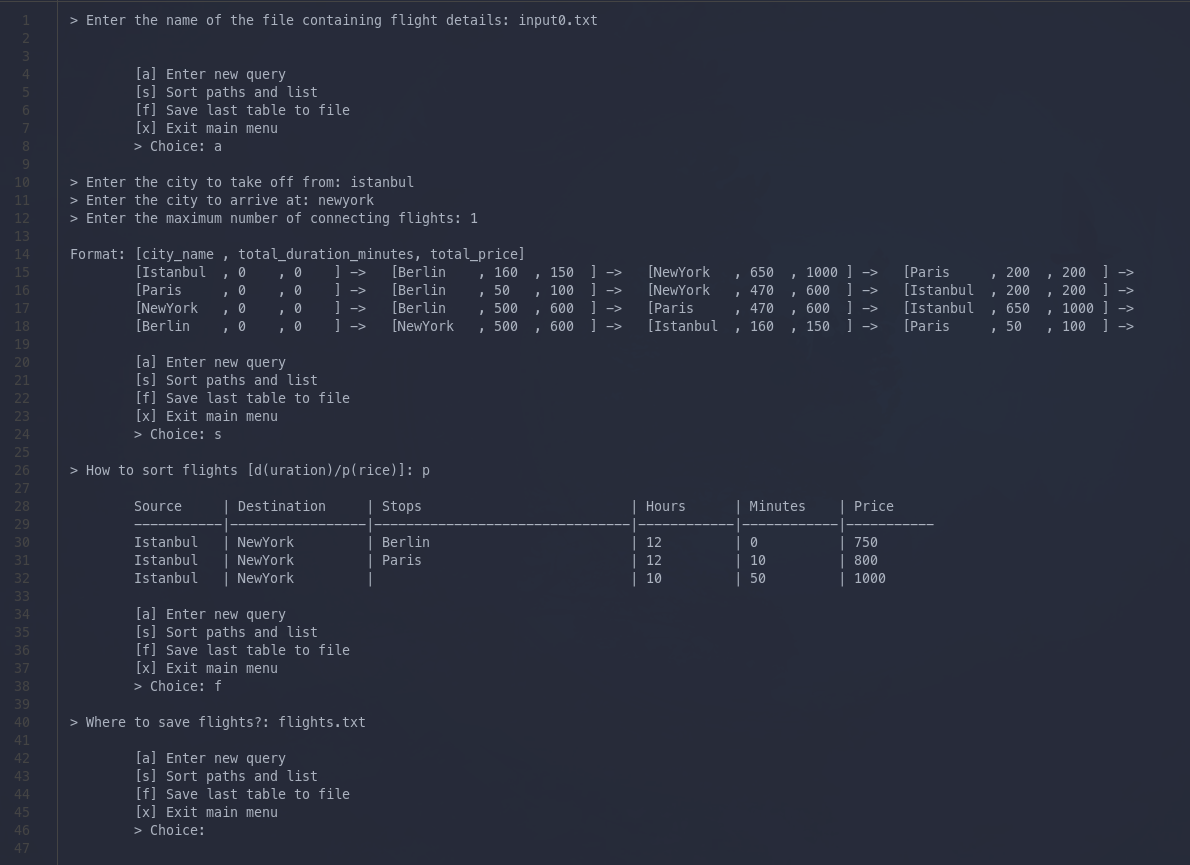 1 > Enter the name of the file containing flight details: input0.txt
2
3
4 [a] Enter new query
5 [s] Sort paths and list
6 [f] Save last table to file
7 [x] Exit main menu
8 > Choice: a
9
10 > Enter the city to take off from: istanbul
11 > Enter the city to arrive at: newyork
12 > Enter the maximum number of connecting flights: 1
13
14 Format: [city_name , total_duration_minutes, total_price]
15 [Istanbul , 0 , 0 ] —> [Berlin , 160 , 150 ] —> [NewYork , 650 , 1000 ] —> [Paris , 200 , 200 ] —>
16 [Paris , 0 , 0 ] —> [Berlin , 50 , 100 ] —> [NewYork , 470 , 600 ] —> [Istanbul , 200 , 200 ] —>
17 [NewYork , 0 , 0 ] —> [Berlin , 500 , 600 ] —> [Paris , 470 , 600 ] —> [Istanbul , 650 , 1000 ] —>
18 [Berlin , 0 , 0 ] —> [NewYork , 500 , 600 ] —> [Istanbul , 160 , 150 ] —> [Paris , 50 , 100 ] —>
19
20 [a] Enter new query
21 [s] Sort paths and list
22 [f] Save last table to file
23 [x] Exit main menu
24 > Choice: s
25
26 > How to sort flights [d(uration)/p(rice)]: p
27
28 Source | Destination | Stops | Hours | Minutes | Price
29 ———————————|—————————————————|————————————————————————————————|————————————|————————————|———————————
30 Istanbul | NewYork | Berlin | 12 | 0 | 750
31 Istanbul | NewYork | Paris | 12 | 10 | 800
32 Istanbul | NewYork | | 10 | 50 | 1000
33
34 [a] Enter new query
35 [s] Sort paths and list
36 [f] Save last table to file
37 [x] Exit main menu
38 > Choice: f
39
40 > Where to save flights?: flights.txt
41
42 [a] Enter new query
43 [s] Sort paths and list
44 [f] Save last table to file
45 [x] Exit main menu
46 > Choice:
47